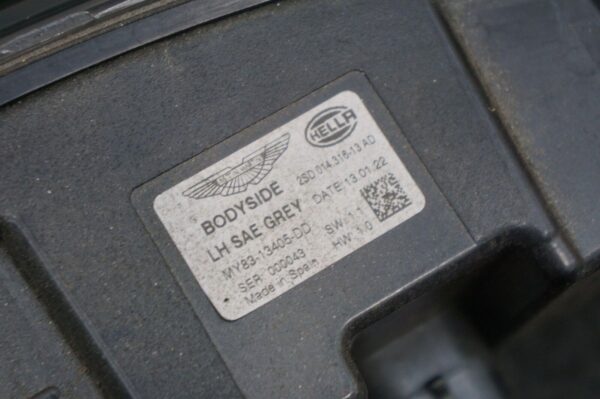 HELLA
BODYSIDE
2SD 014 316-13 AD
LH SAE GREY
DATE: 13.01.22
MY83-13405-DD
SW: 1.1
SER 000043
HW: 1.0
Made in Spain